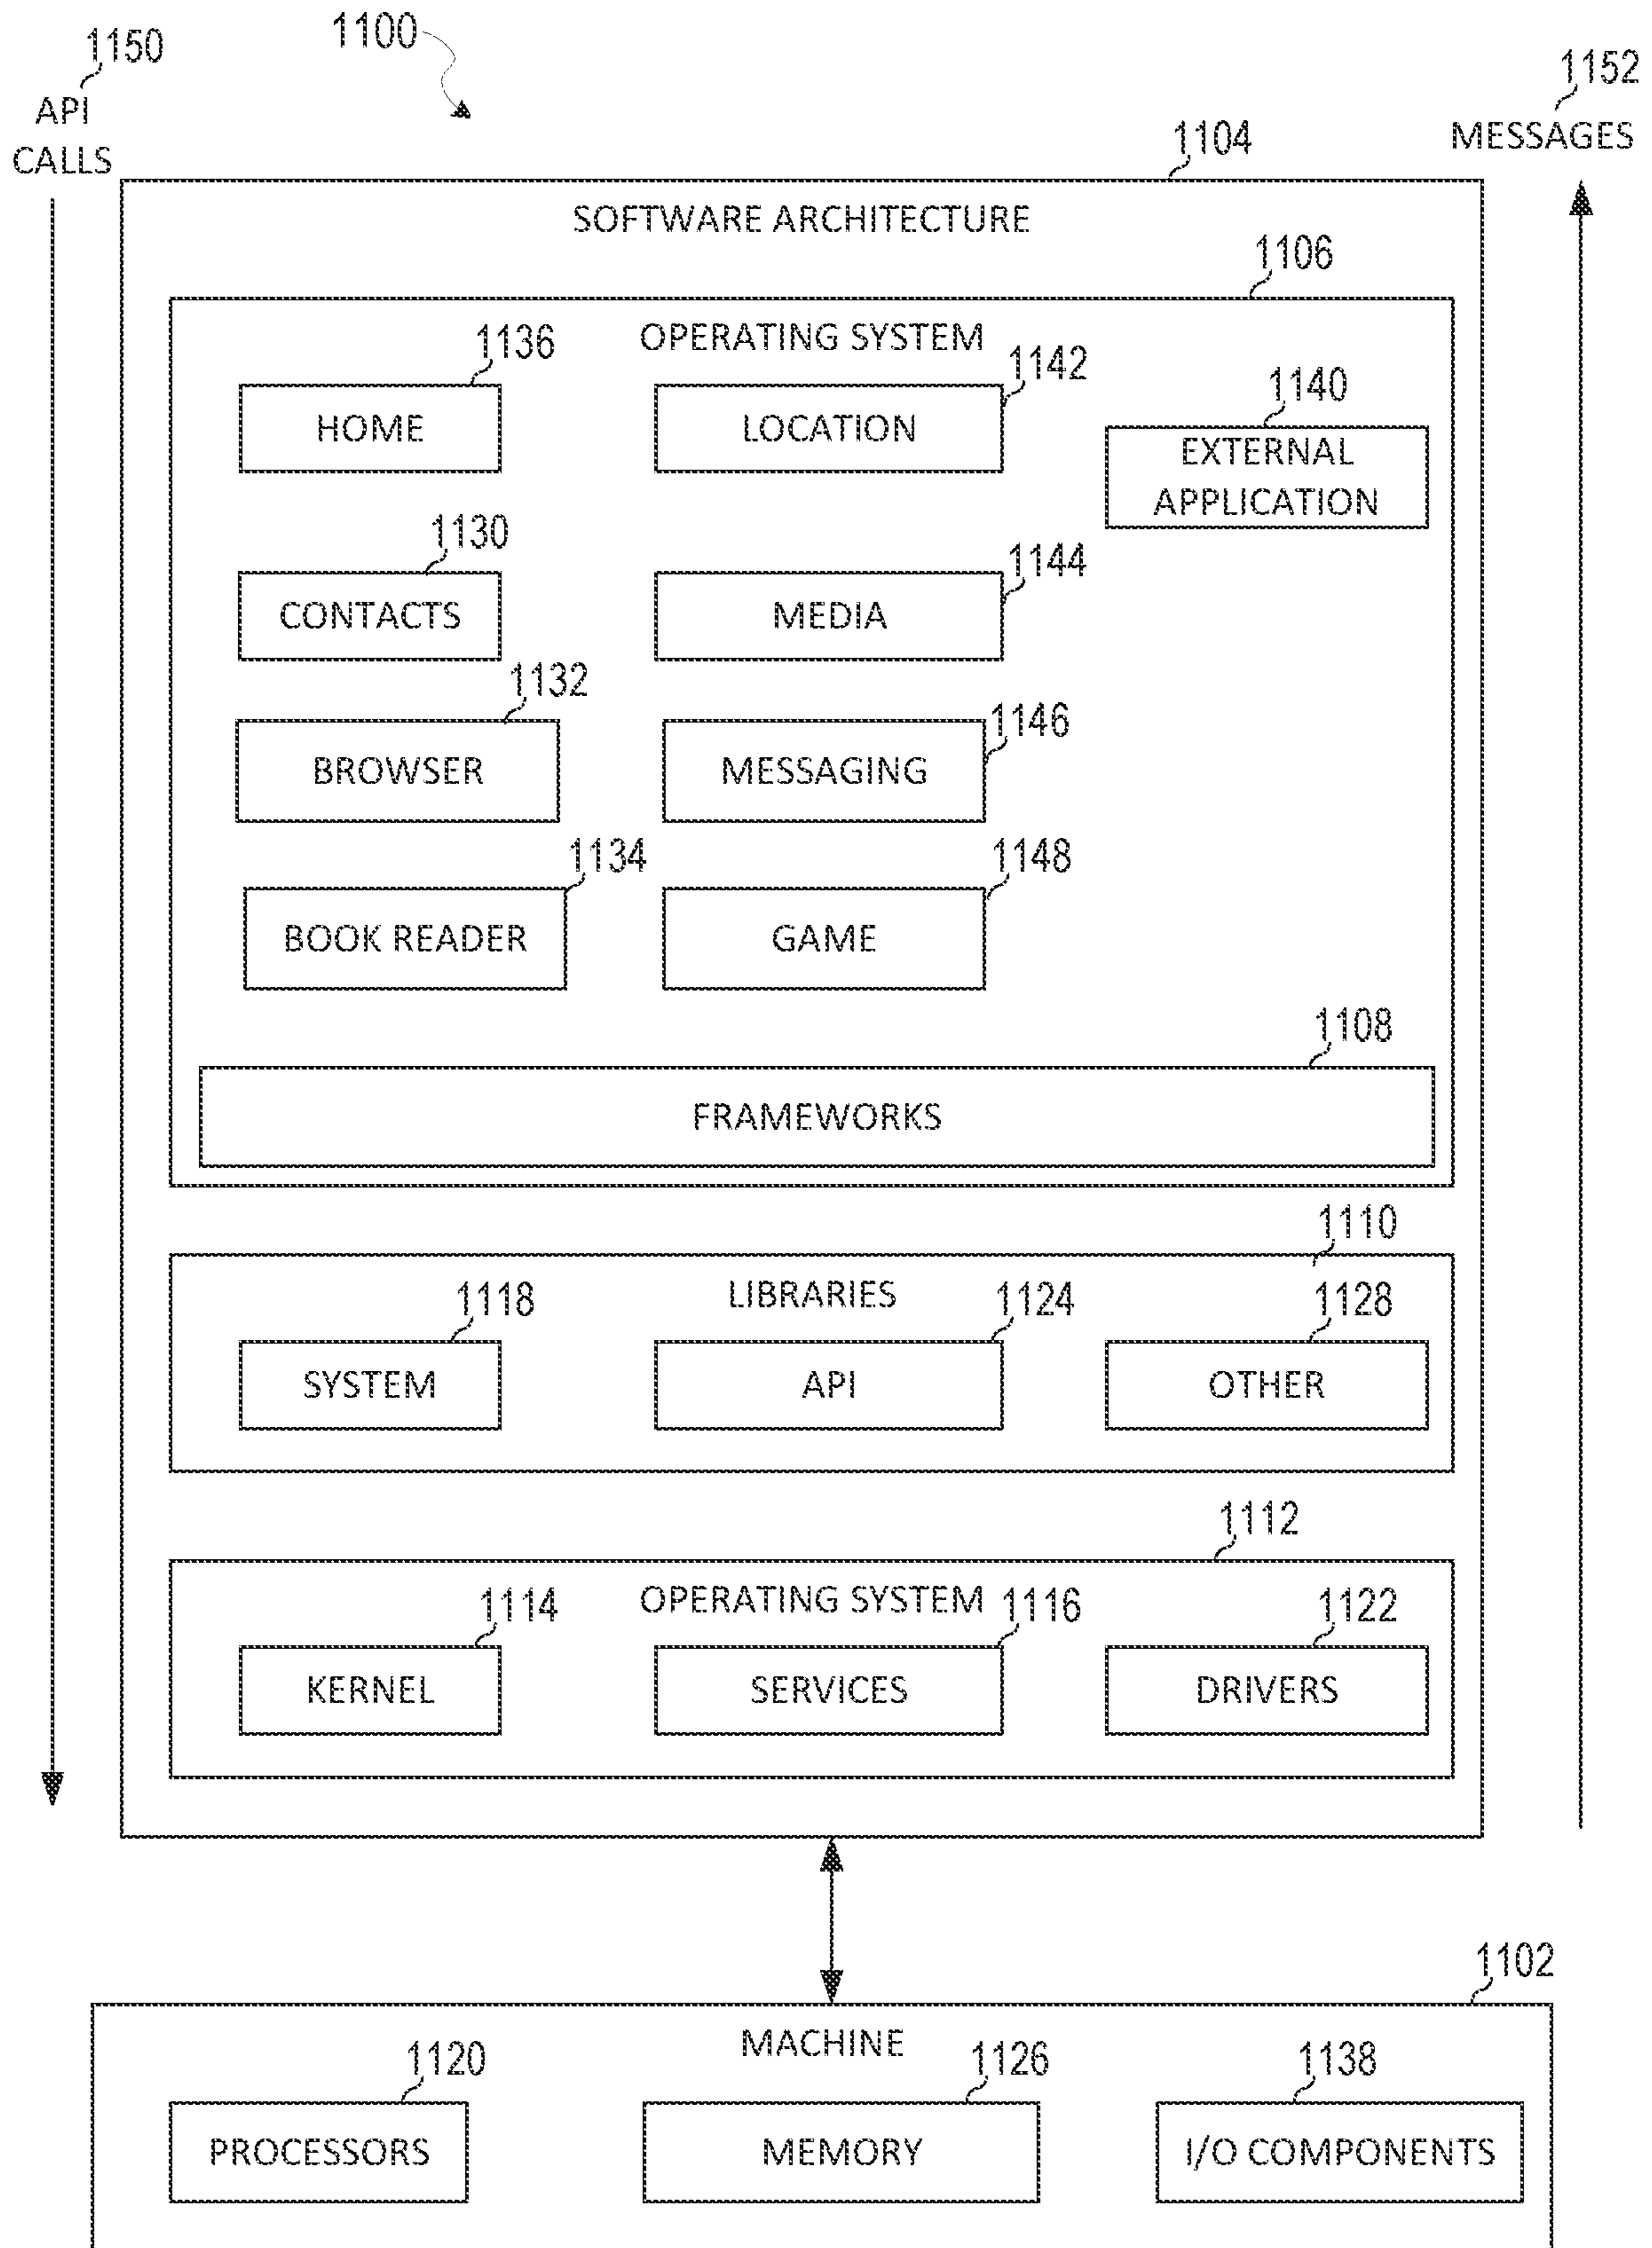 1150
1100
1152
API
CALLS
MESSAGES
1104
SOFTWARE ARCHITECTURE
1106
OPERATING SYSTEM
1136
1142
1140
HOME
LOCATION
EXTERNAL
APPLICATION
1130
1144
CONTACTS
MEDIA
1132
1146
BROWSER
MESSAGING
1134
1148
BOOK READER
GAME
1108
FRAMEWORKS
1110
LIBRARIES
1118
1124
1128
SYSTEM
API
OTHER
1112
OPERATING SYSTEM
1114
1116
1122
KERNEL
SERVICES
DRIVERS
1102
MACHINE
1120
1126
1138
PROCESSORS
MEMORY
I/O COMPONENTS